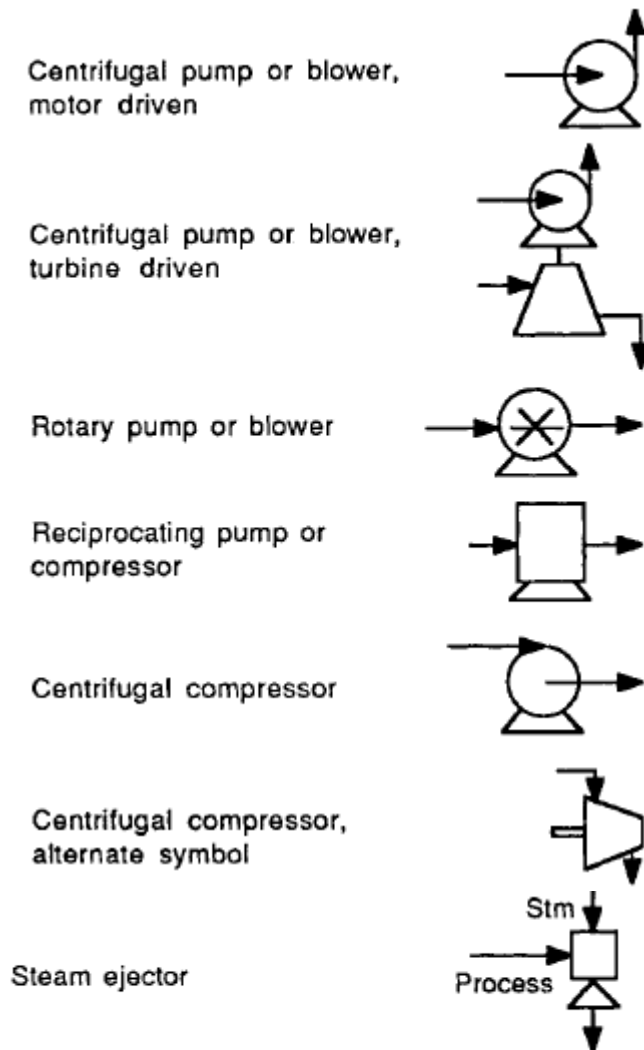 Centrifugal pump or blower,
motor driven
Centrifugal pump or blower,
turbine driven
Rotary pump or blower
Reciprocating pump or
compressor
Centrifugal compressor
Centrifugal compressor,
alternate symbol
Stm
Steam ejector
Process